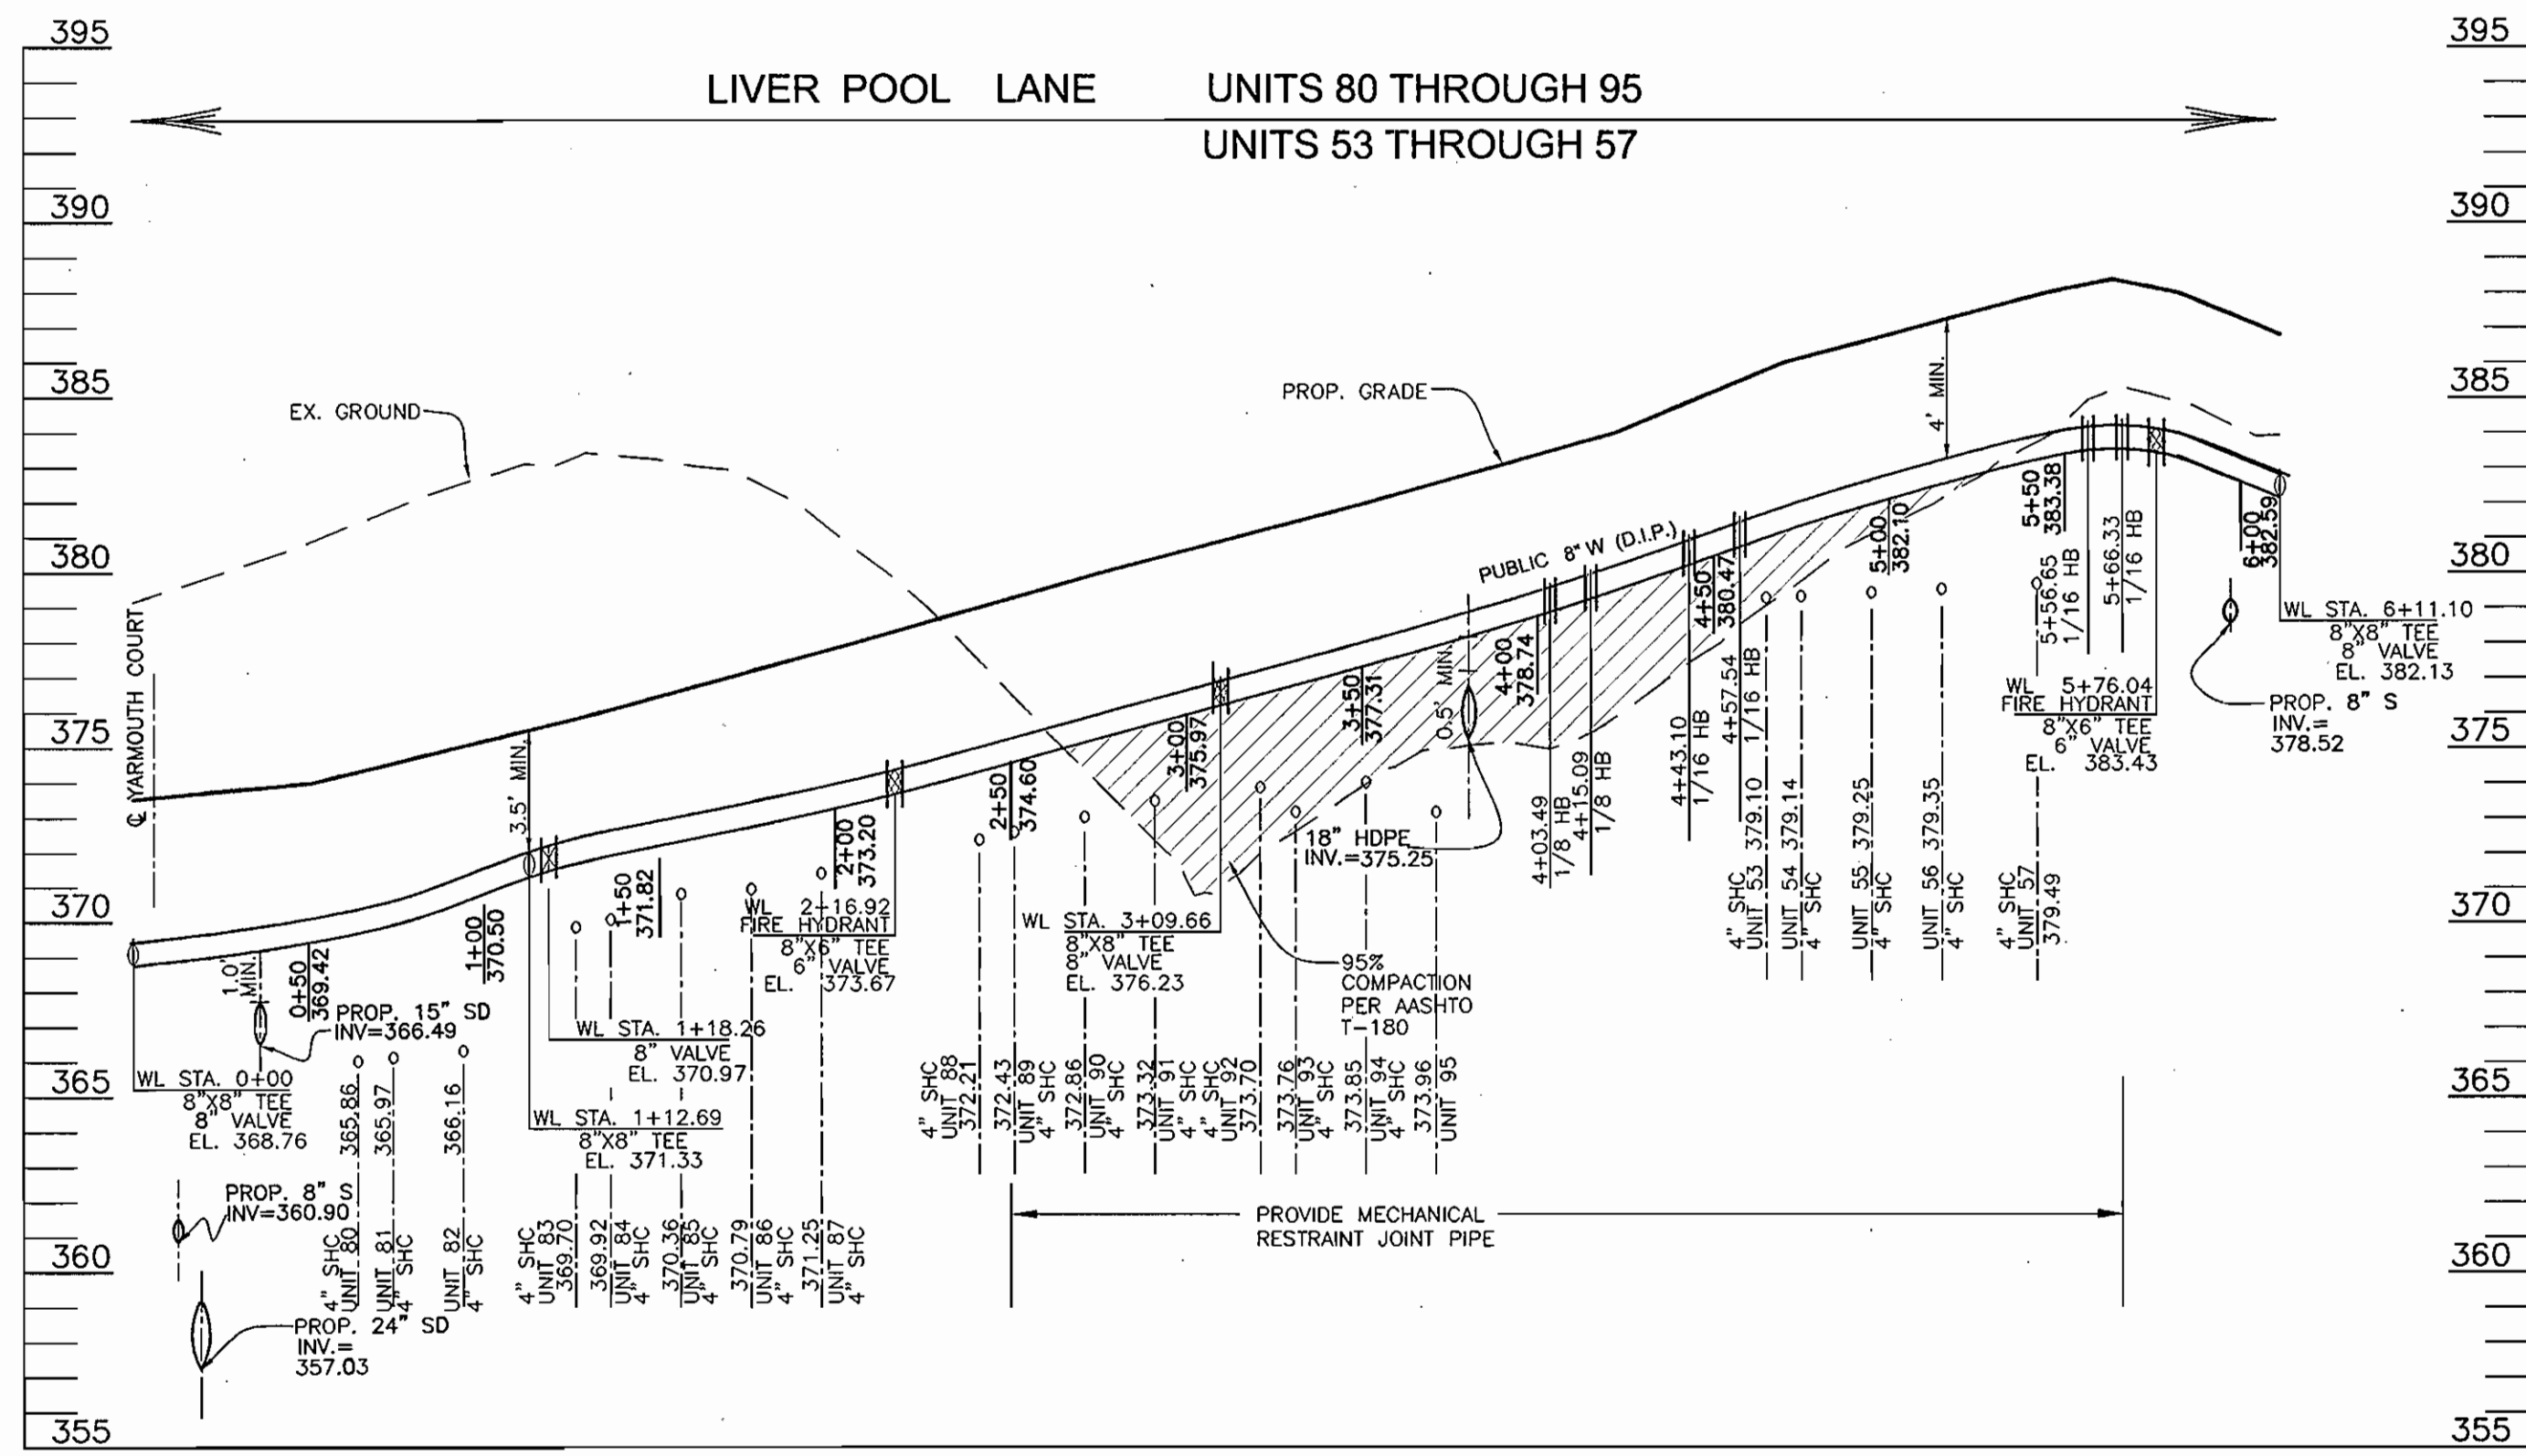 395
390
385
380
375
370
365
360
355
395
390
385
380
375
370
365
360
355
LIVER POOL LANE UNITS 80 THROUGH 95
UNITS 53 THROUGH 57
EX. GROUND
PROP. GRADE
4' MIN.
3.5' MIN.
PUBLIC 8" W (D.I.P.)
℄ YARMOUTH COURT
1.0' MIN.
0+50
369.42
1+00
370.50
1+50
371.82
2+00
373.20
2+50
374.60
3+00
375.97
3+50
377.31
4+00
378.74
4+50
380.47
5+00
382.10
5+50
383.38
6+00
382.59
0.5' MIN.
PROP. 15" SD
INV=366.49
WL STA. 0+00
8"X8" TEE
8" VALVE
EL. 368.76
PROP. 8" S
INV=360.90
PROP. 24" SD
INV.=
357.03
WL STA. 1+18.26
8" VALVE
EL. 370.97
WL STA. 1+12.69
8"X8" TEE
EL. 371.33
WL 2+16.92
FIRE HYDRANT
8"X6" TEE
6" VALVE
EL. 373.67
WL STA. 3+09.66
8"X8" TEE
8" VALVE
EL. 376.23
18" HDPE
INV.=375.25
95%
COMPACTION
PER AASHTO
T-180
4+03.49
1/8 HB
4+15.09
1/8 HB
4+43.10
1/16 HB
4+57.54
1/16 HB
5+56.65
1/16 HB
5+66.33
1/16 HB
WL 5+76.04
FIRE HYDRANT
8"X6" TEE
6" VALVE
EL. 383.43
WL STA. 6+11.10
8"X8" TEE
8" VALVE
EL. 382.13
PROP. 8" S
INV.=
378.52
4" SHC
UNIT 80 365.86
UNIT 81 365.97
4" SHC
UNIT 82 366.16
4" SHC
4" SHC
UNIT 83
369.70
369.92
UNIT 84
4" SHC
370.36
UNIT 85
4" SHC
370.79
UNIT 86
4" SHC
371.25
UNIT 87
4" SHC
4" SHC
UNIT 88
372.21
372.43
UNIT 89
4" SHC
372.86
UNIT 90
4" SHC
373.32
UNIT 91
4" SHC
4" SHC
UNIT 92
373.70
373.76
UNIT 93
4" SHC
373.85
UNIT 94
4" SHC
373.96
UNIT 95
4" SHC
UNIT 53 379.10
UNIT 54 379.14
4" SHC
UNIT 55 379.25
4" SHC
UNIT 56 379.35
4" SHC
4" SHC
UNIT 57
379.49
PROVIDE MECHANICAL
RESTRAINT JOINT PIPE